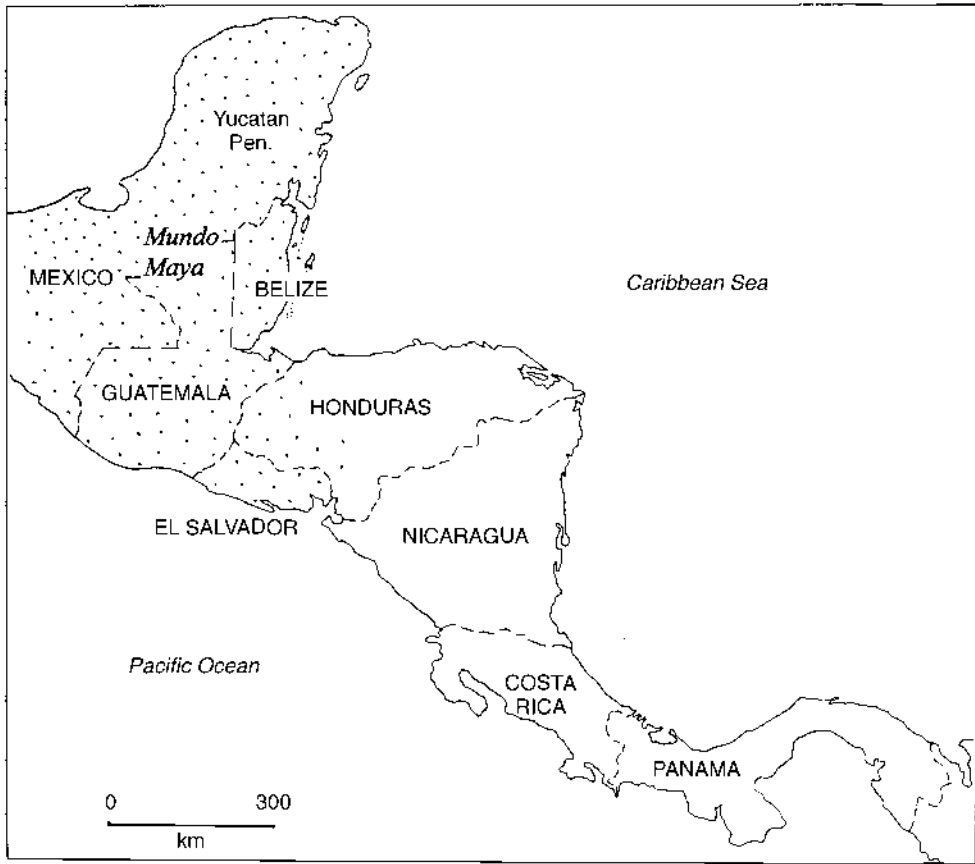 Yucatan
Pen.
Mundo
Maya
MEXICO
BELIZE
Caribbean Sea
GUATEMALA
HONDURAS
EL SALVADOR
NICARAGUA
Pacific Ocean
COSTA
RICA
PANAMA
0 300
km